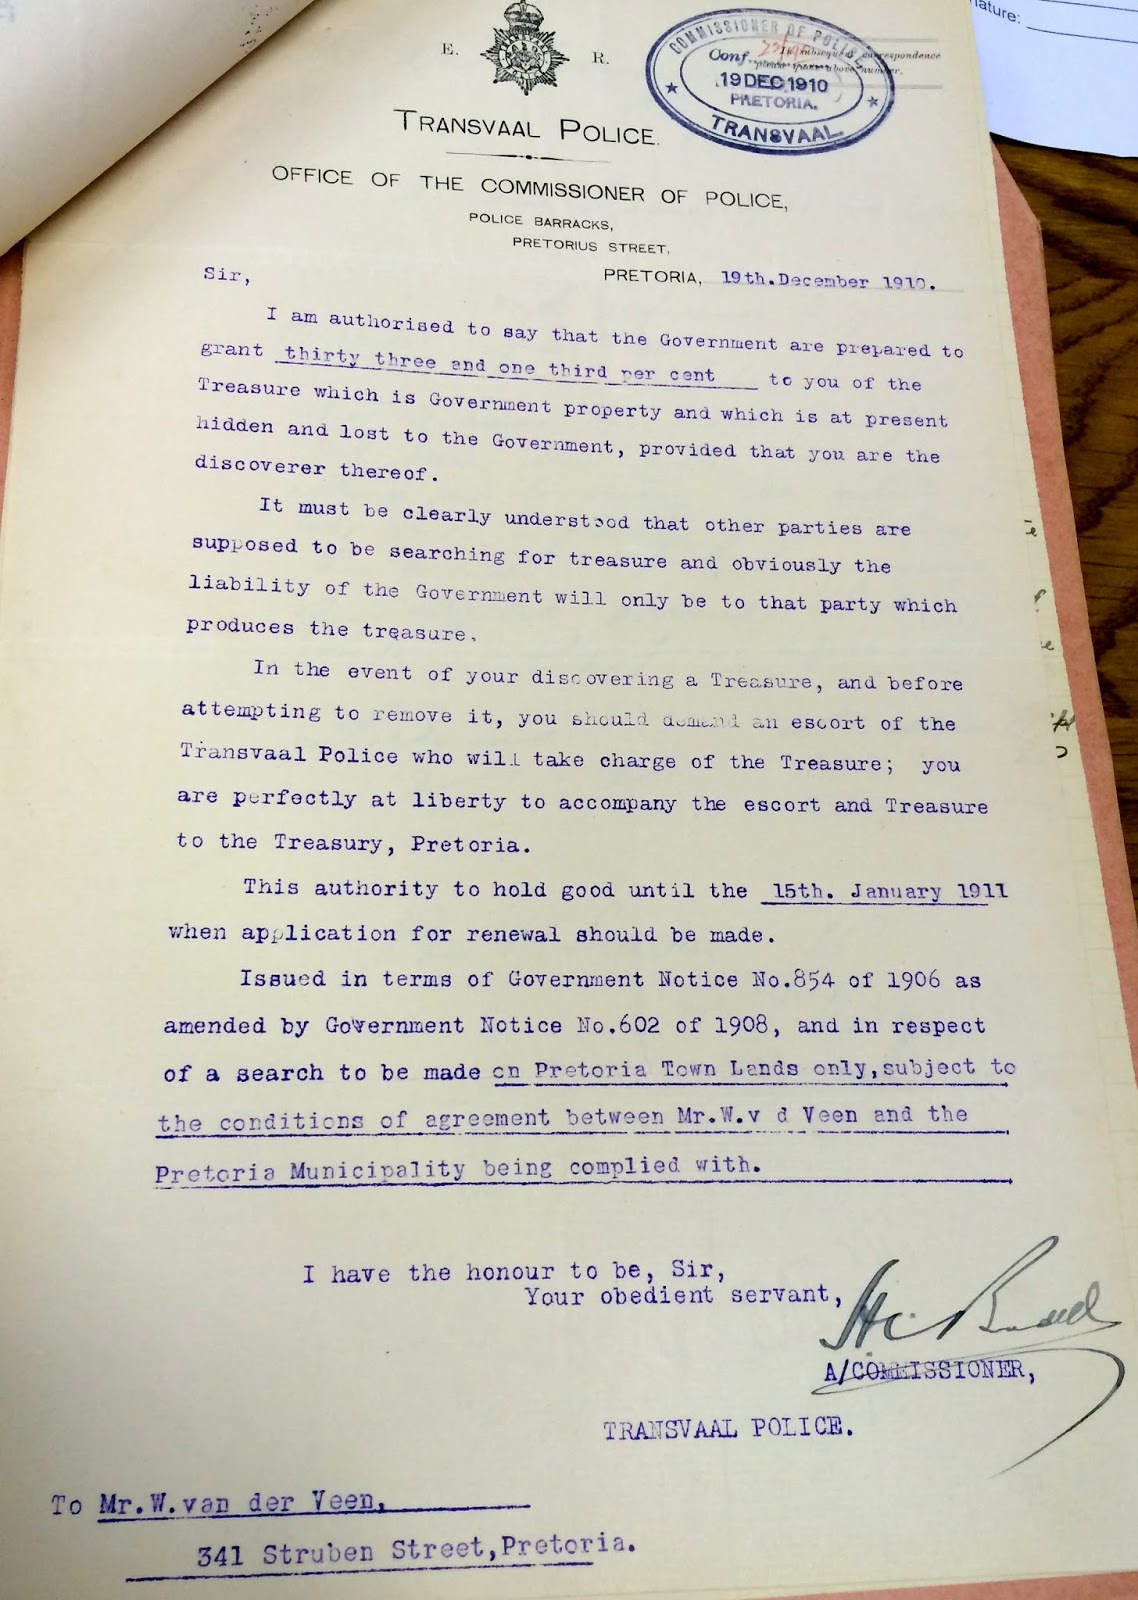 E. R.
COMMISSIONER OF POLICE
Conf.
In subsequent correspondence
please quote above number.
19 DEC 1910
PRETORIA.
TRANSVAAL.
nature:
TRANSVAAL POLICE.
OFFICE OF THE COMMISSIONER OF POLICE,
POLICE BARRACKS,
PRETORIUS STREET,
PRETORIA, 19th. December 1910.
Sir,
I am authorised to say that the Government are prepared to
grant thirty three and one third per cent to you of the
Treasure which is Government property and which is at present
hidden and lost to the Government, provided that you are the
discoverer thereof.
It must be clearly understood that other parties are
supposed to be searching for treasure and obviously the
liability of the Government will only be to that party which
produces the treasure.
In the event of your discovering a Treasure, and before
attempting to remove it, you should demand an escort of the
Transvaal Police who will take charge of the Treasure; you
are perfectly at liberty to accompany the escort and Treasure
to the Treasury, Pretoria.
This authority to hold good until the 15th. January 1911
when application for renewal should be made.
Issued in terms of Government Notice No.854 of 1906 as
amended by Government Notice No.602 of 1908, and in respect
of a search to be made on Pretoria Town Lands only, subject to
the conditions of agreement between Mr.W.v d Veen and the
Pretoria Municipality being complied with.
I have the honour to be, Sir,
Your obedient servant,
A/COMMISSIONER,
TRANSVAAL POLICE.
To Mr.W.van der Veen,
341 Struben Street,Pretoria.